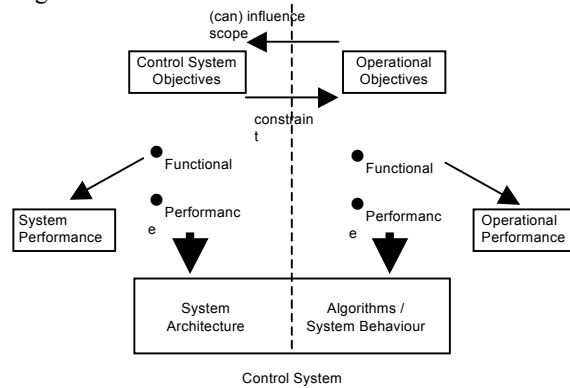 (can) influence
scope
Control System
Objectives
Operational
Objectives
constrain
t
Functional
Functional
System
Performance
Performanc
e
Performanc
e
Operational
Performance
System
Architecture
Algorithms /
System Behaviour
Control System